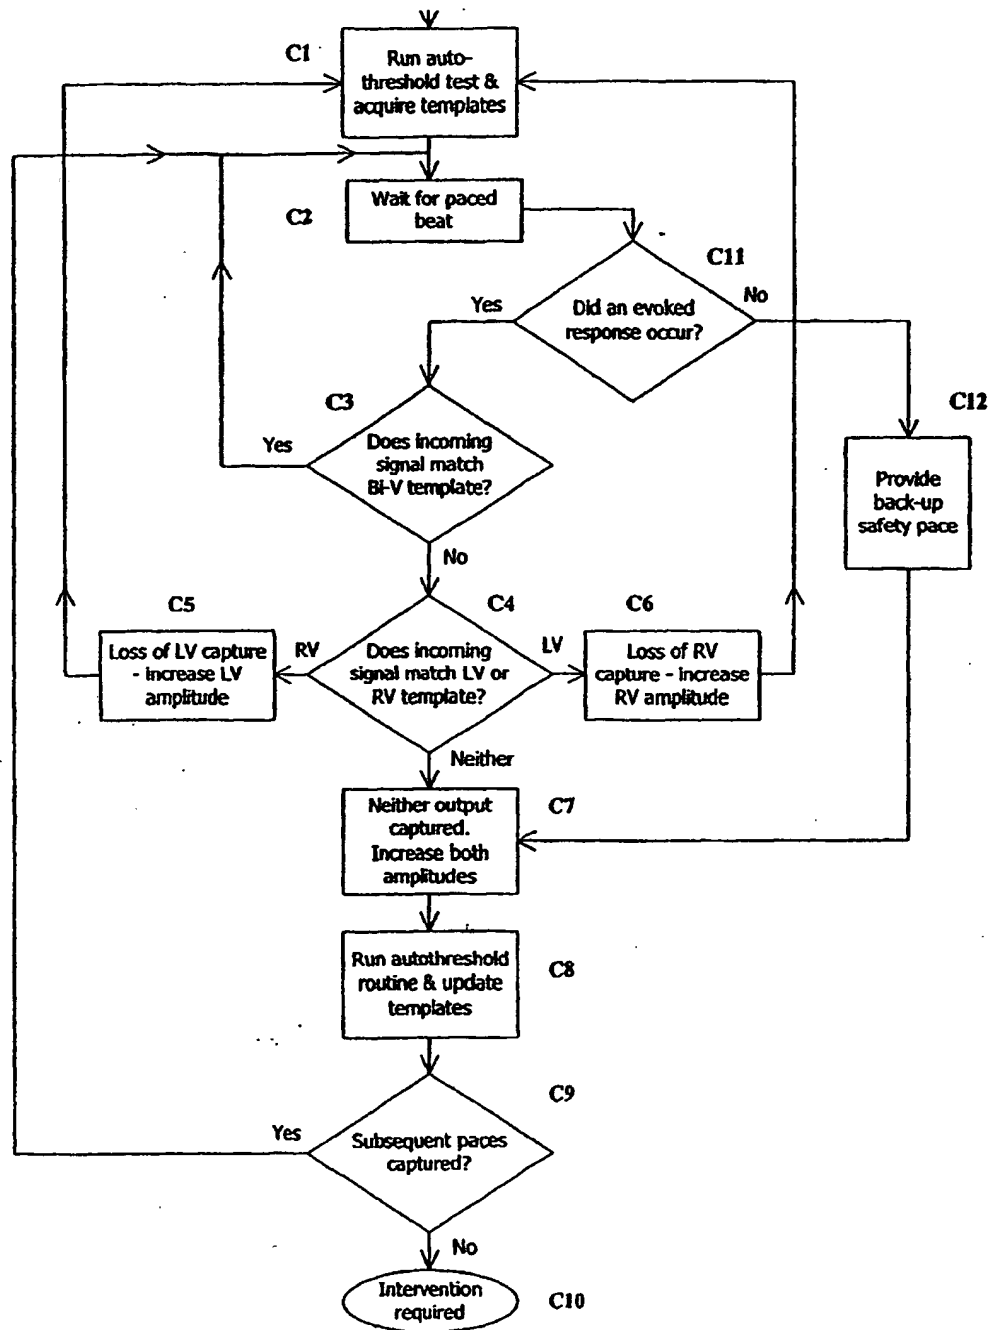 C1
Run auto-
threshold test &
acquire templates
C2
Wait for paced
beat
C11
Did an evoked
response occur?
Yes
No
C3
Does incoming
signal match
Bi-V template?
Yes
No
C12
Provide
back-up
safety pace
C5
Loss of LV capture
- increase LV
amplitude
RV
C4
Does incoming
signal match LV or
RV template?
LV
C6
Loss of RV
capture - increase
RV amplitude
Neither
Neither output
captured.
Increase both
amplitudes
C7
Run autothreshold
routine & update
templates
C8
C9
Yes
Subsequent paces
captured?
No
Intervention
required
C10